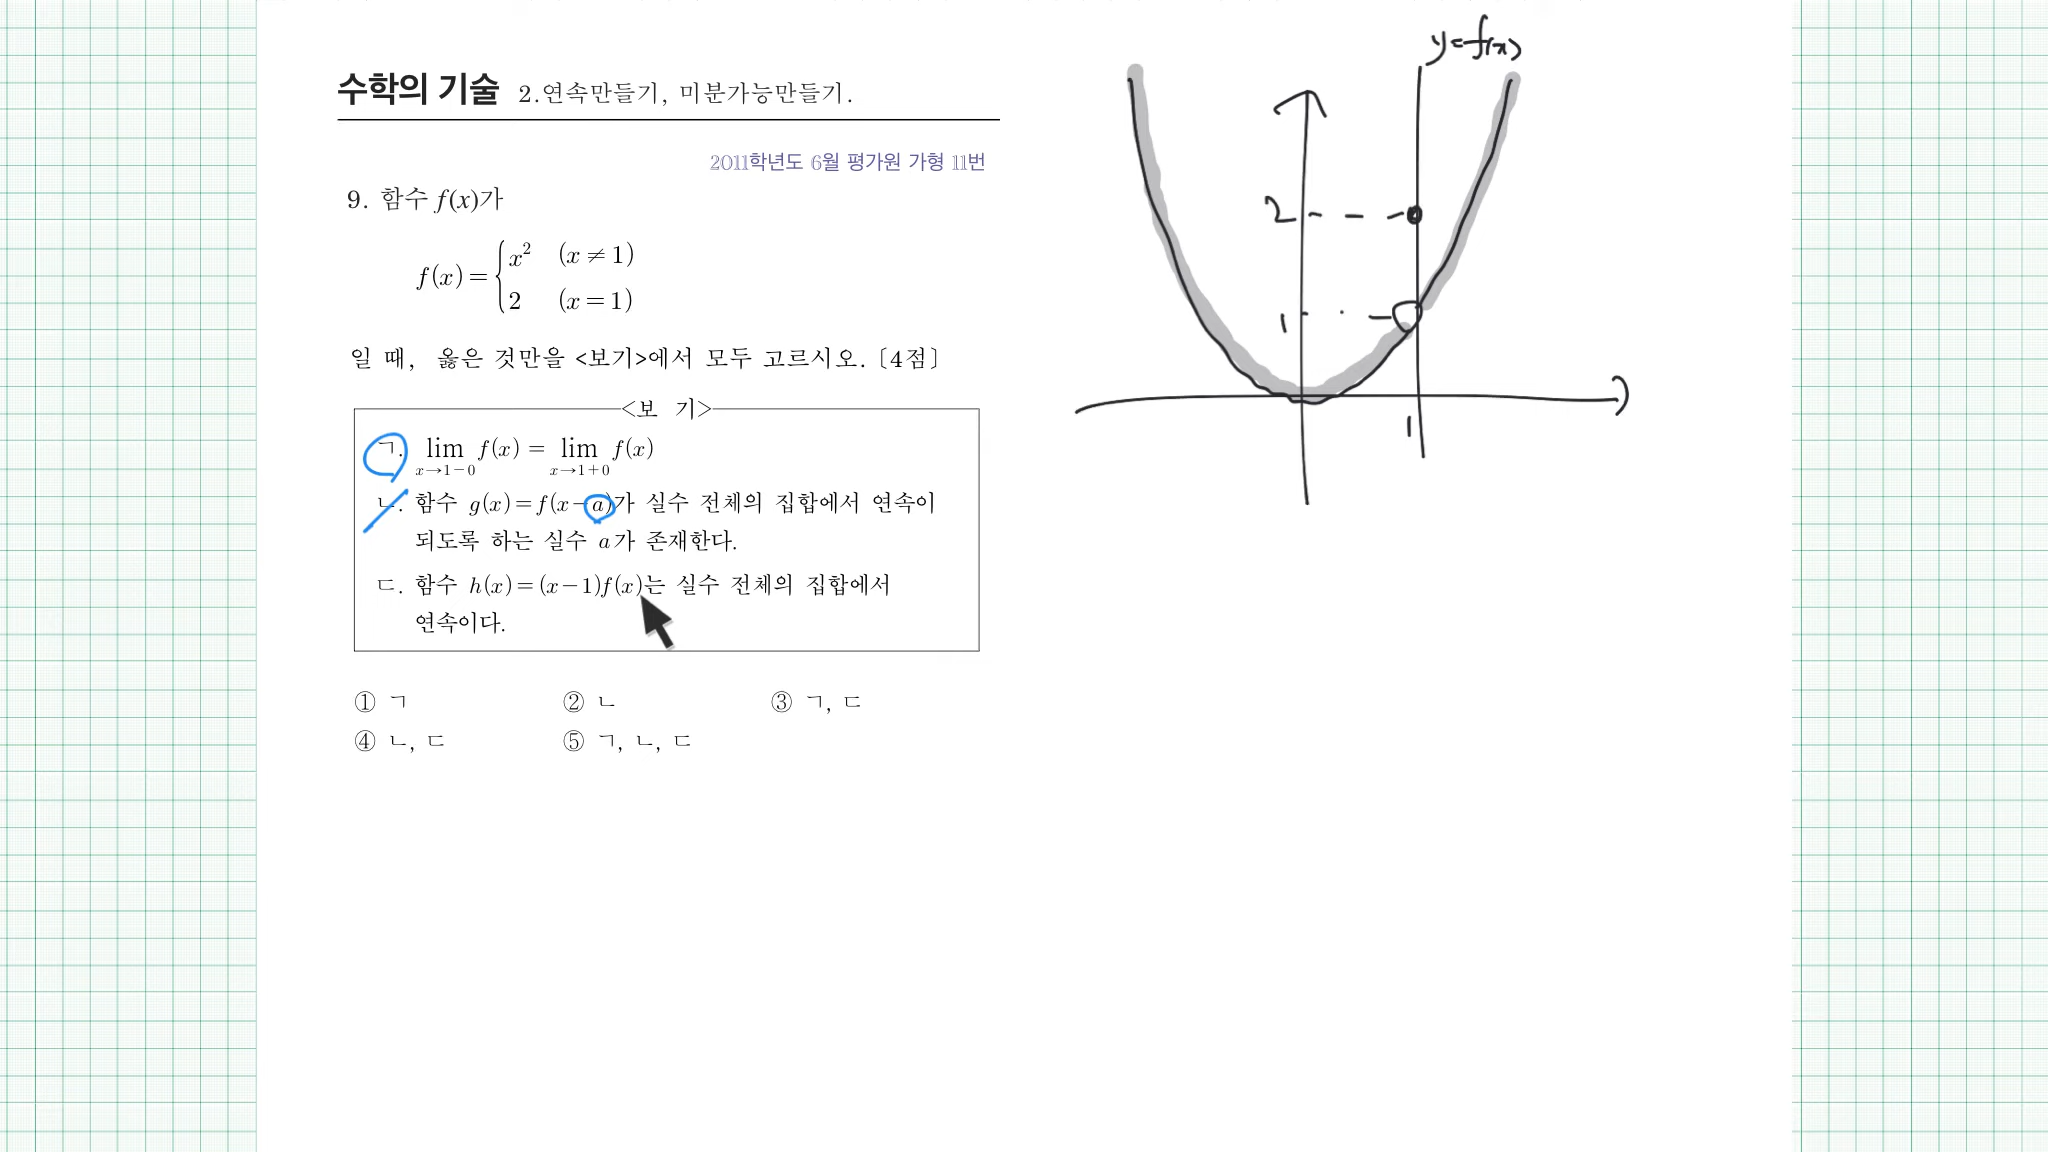 수학의 기술 2.연속만들기, 미분가능만들기.
2011학년도 6월 평가원 가형 11번
9. 함수 f(x)가
f(x) = { x² (x ≠ 1)
2 (x = 1)
일 때, 옳은 것만을 <보기>에서 모두 고르시오. [4점]
<보 기>
ㄱ. lim x→1-0 f(x) = lim x→1+0 f(x)
ㄴ. 함수 g(x) = f(x-a)가 실수 전체의 집합에서 연속이
되도록 하는 실수 a가 존재한다.
ㄷ. 함수 h(x) = (x-1)f(x)는 실수 전체의 집합에서
연속이다.
① ㄱ ② ㄴ ③ ㄱ, ㄷ
④ ㄴ, ㄷ ⑤ ㄱ, ㄴ, ㄷ
y=f(x)
2
1
1